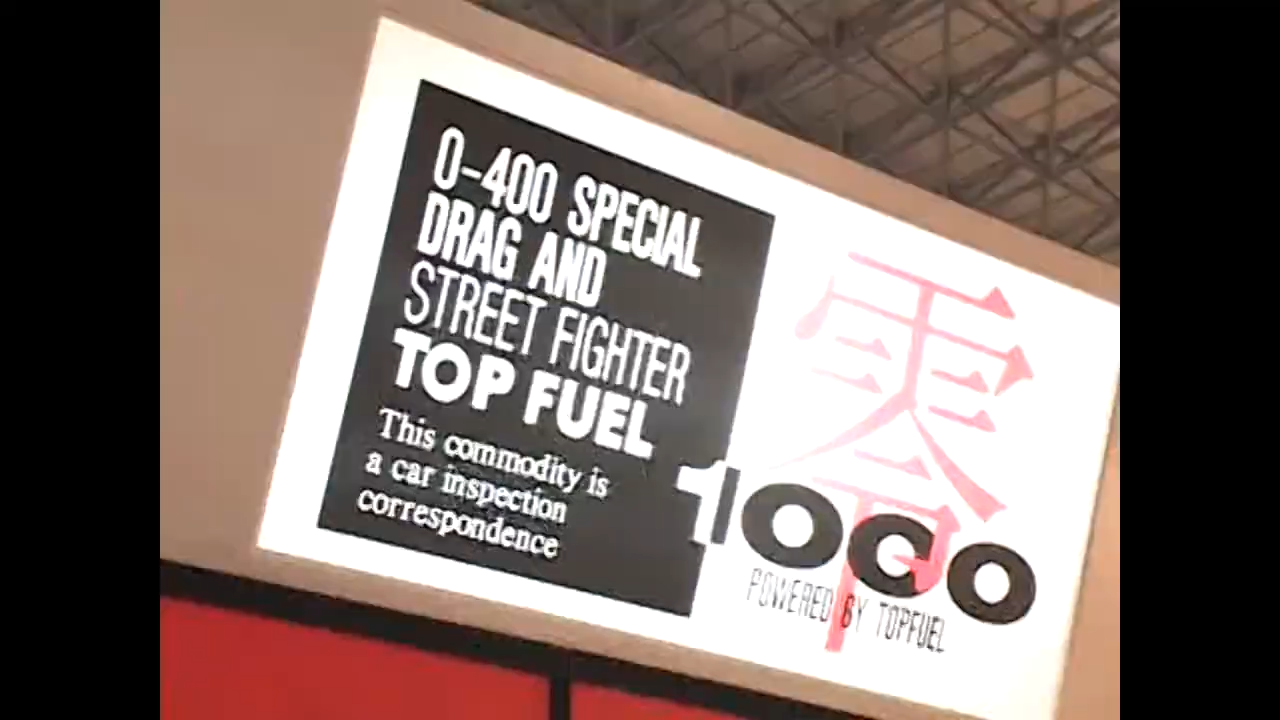 0-400 SPECIAL
DRAG AND
STREET FIGHTER
TOP FUEL
This commodity is
a car inspection
correspondence
零
1OCO
POWERED BY TOPFUEL